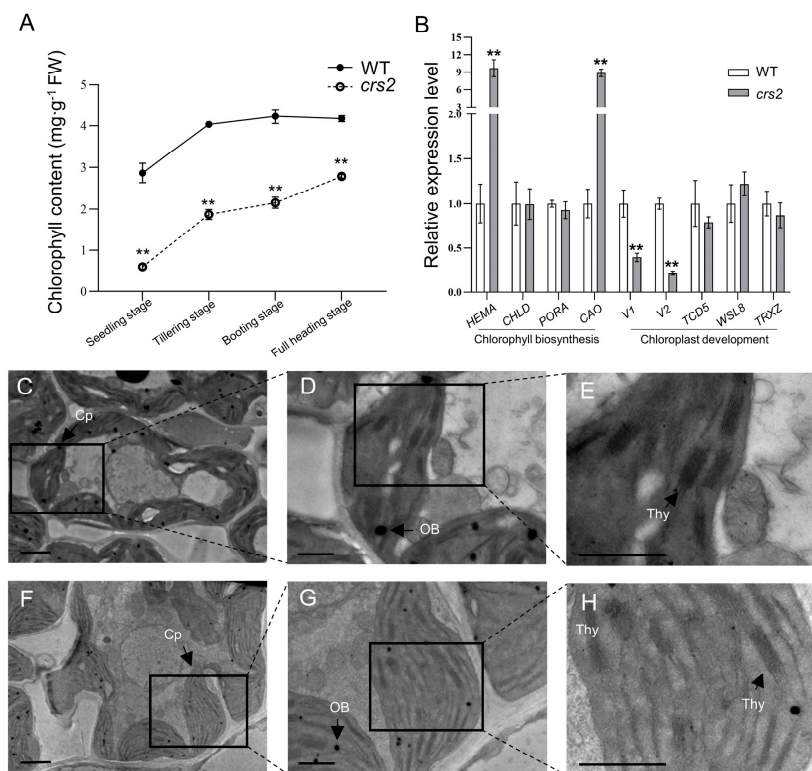 A
Chlorophyll content (mg·g⁻¹ FW)
5
4
3
2
1
0
WT
crs2
**
**
**
**
Seedling stage
Tillering stage
Booting stage
Full heading stage
B
Relative expression level
15
12
9
6
3
2.0
1.5
1.0
0.5
0.0
WT
crs2
**
**
**
**
HEMA
CHLD
PORA
CAO
V1
V2
TCD5
WSL8
TRXZ
Chlorophyll biosynthesis
Chloroplast development
C
Cp
D
OB
E
Thy
F
Cp
G
OB
H
Thy
Thy